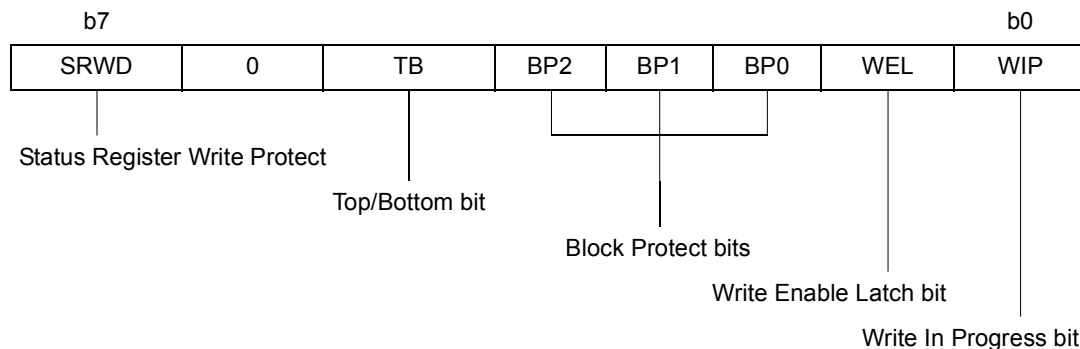 b7 b0
SRWD 0 TB BP2 BP1 BP0 WEL WIP
Status Register Write Protect
Top/Bottom bit
Block Protect bits
Write Enable Latch bit
Write In Progress bit